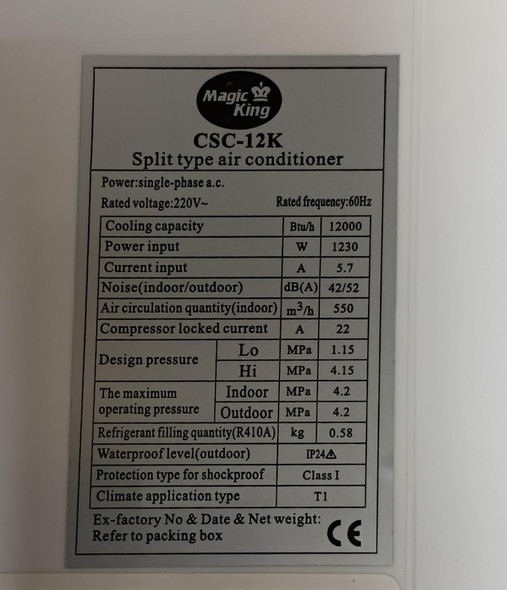 Magic
King
CSC-12K
Split type air conditioner
Power:single-phase a.c.
Rated voltage:220V~ Rated frequency:60Hz
Cooling capacity Btu/h 12000
Power input W 1230
Current input A 5.7
Noise(indoor/outdoor) dB(A) 42/52
Air circulation quantity(indoor) m³/h 550
Compressor locked current A 22
Design pressure Lo MPa 1.15
Hi MPa 4.15
The maximum operating pressure Indoor MPa 4.2
Outdoor MPa 4.2
Refrigerant filling quantity(R410A) kg 0.58
Waterproof level(outdoor) IP24⚠
Protection type for shockproof Class I
Climate application type T1
Ex-factory No & Date & Net weight:
Refer to packing box CE